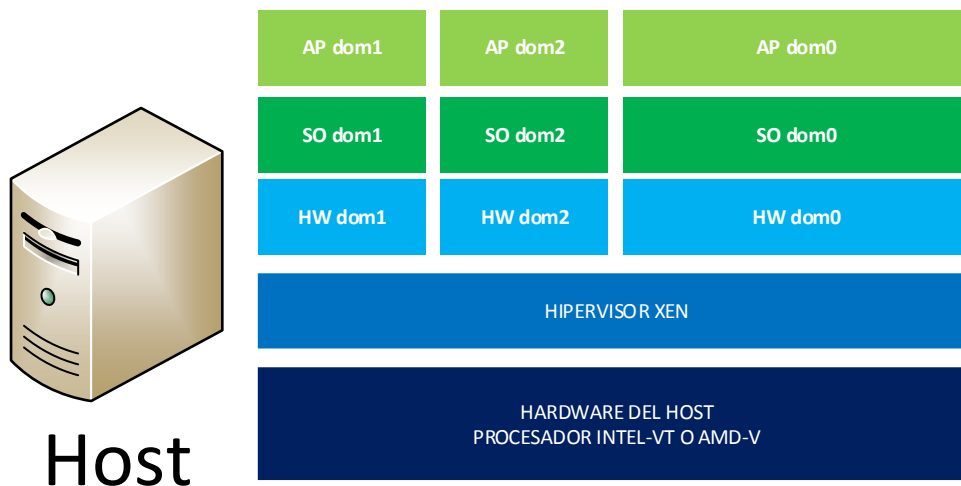 AP dom1
AP dom2
AP dom0
SO dom1
SO dom2
SO dom0
HW dom1
HW dom2
HW dom0
HIPERVISOR XEN
HARDWARE DEL HOST
PROCESADOR INTEL-VT O AMD-V
Host